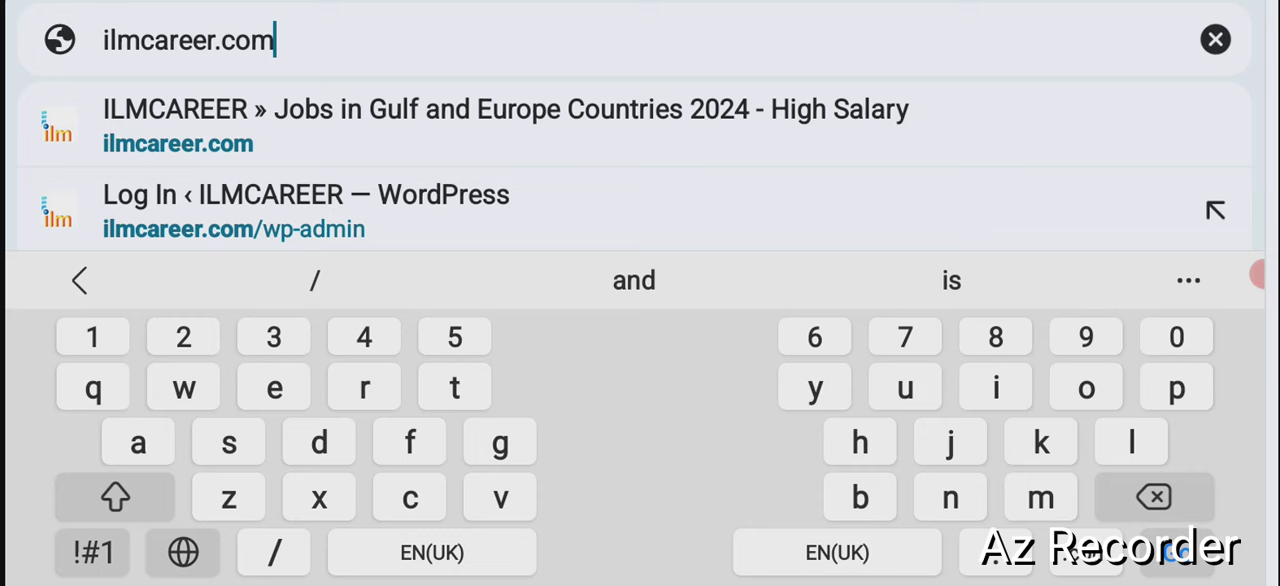 ilmcareer.com
ILMCAREER » Jobs in Gulf and Europe Countries 2024 - High Salary
ilm
ilmcareer.com
Log In ‹ ILMCAREER — WordPress
ilm
ilmcareer.com/wp-admin
/ and is ...
1 2 3 4 5 6 7 8 9 0
q w e r t y u i o p
a s d f g h j k l
z x c v b n m
!#1 / EN(UK) EN(UK)
Az Recorder